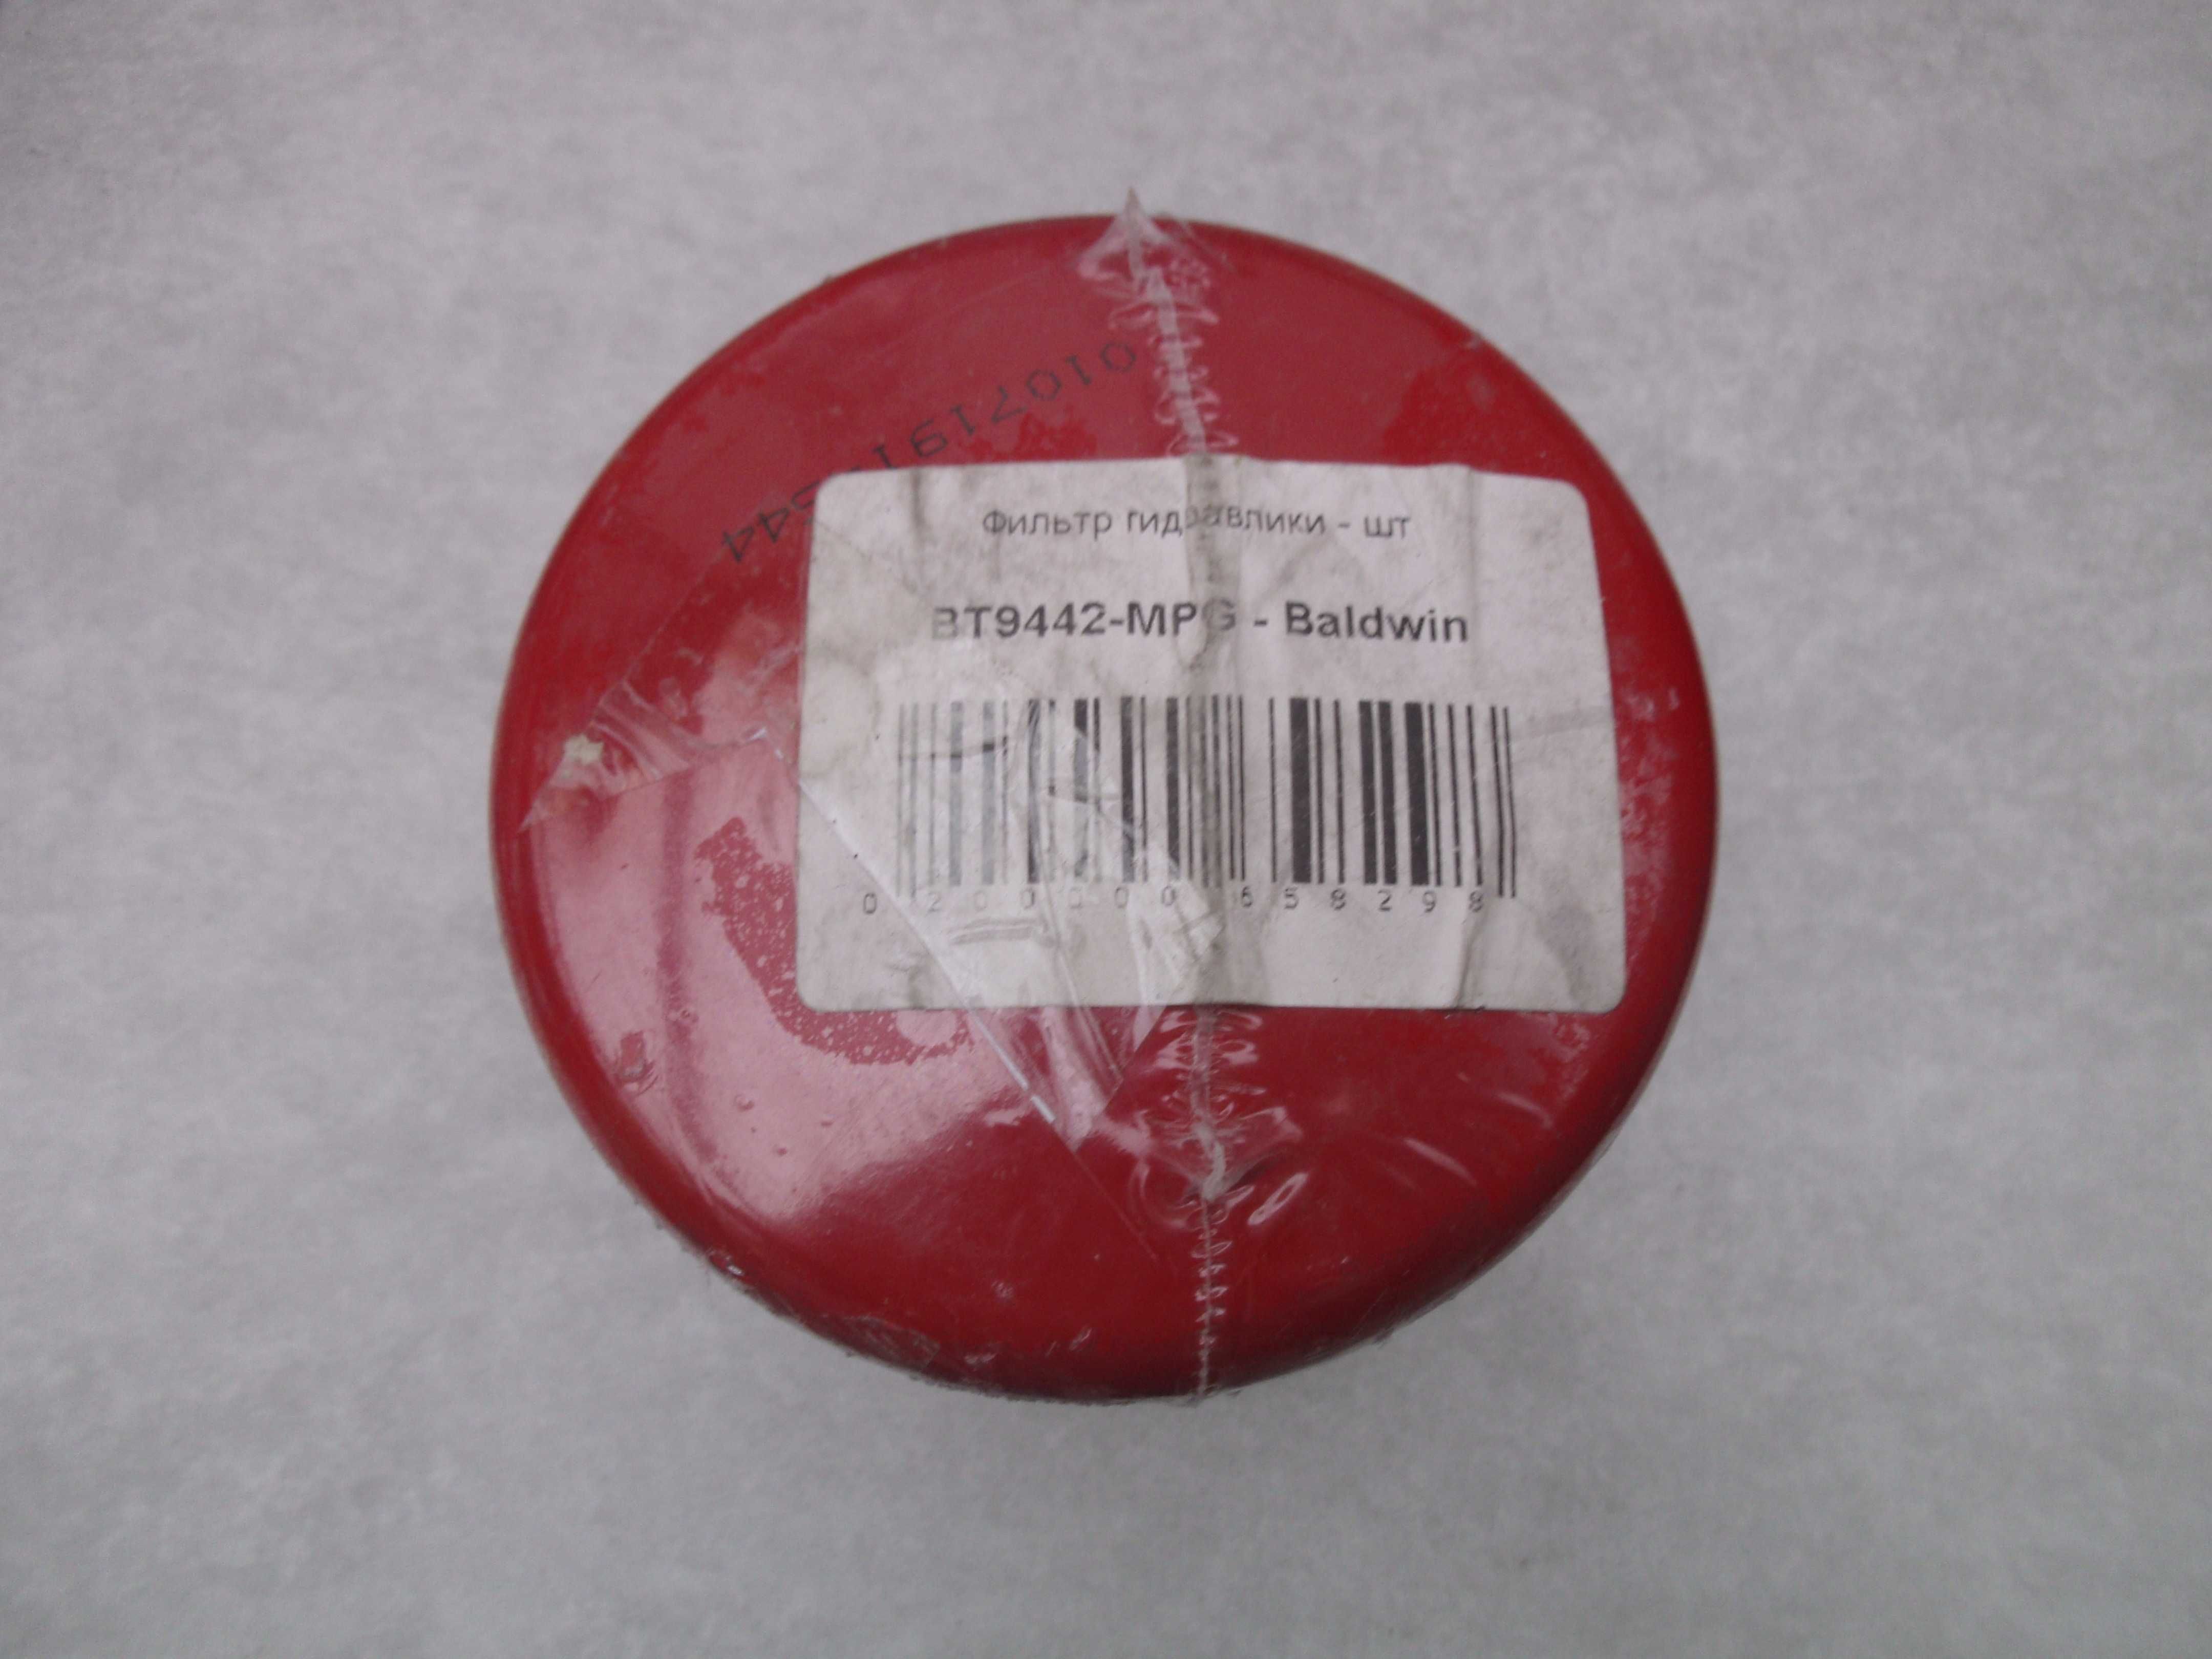 Фильтр гидравлики - шт
BT9442-MPG - Baldwin
0 200000 658298